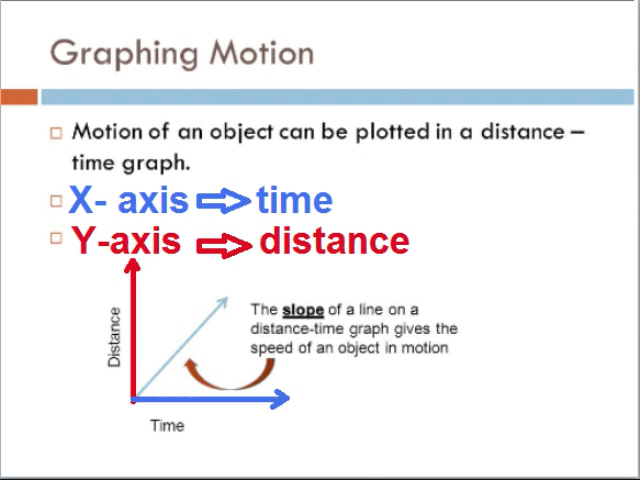 Graphing Motion
Motion of an object can be plotted in a distance –
time graph.
X- axis ⇒ time
Y-axis ⇒ distance
Distance
The slope of a line on a
distance-time graph gives the
speed of an object in motion
Time